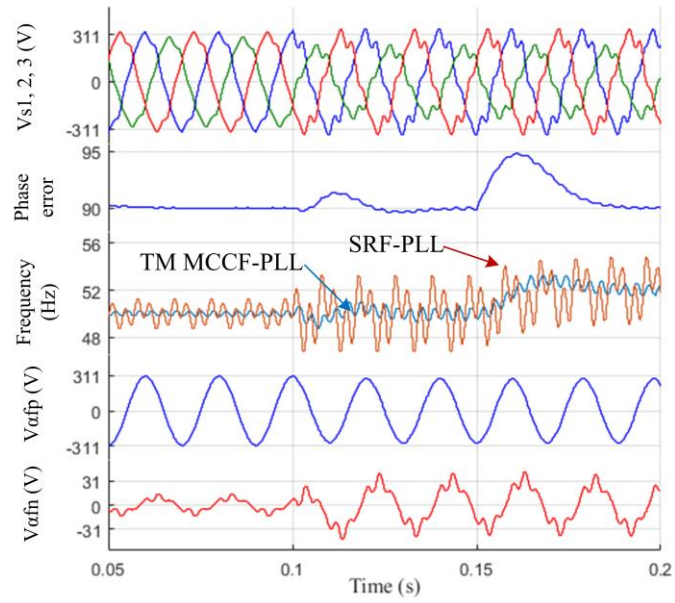 Vs1, 2, 3 (V)
311
0
-311
Phase
error
95
90
Frequency
(Hz)
56
52
48
TM MCCF-PLL
SRF-PLL
Vαfp (V)
311
0
-311
Vαfn (V)
31
0
-31
0.05
0.1
0.15
0.2
Time (s)